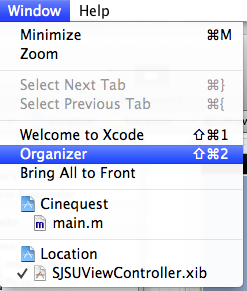 Window Help
Minimize ⌘M
Zoom
Select Next Tab ⌘}
Select Previous Tab ⌘{
Welcome to Xcode ⇧⌘1
Organizer ⇧⌘2
Bring All to Front
Cinequest
m main.m
Location
✓ SJSUViewController.xib